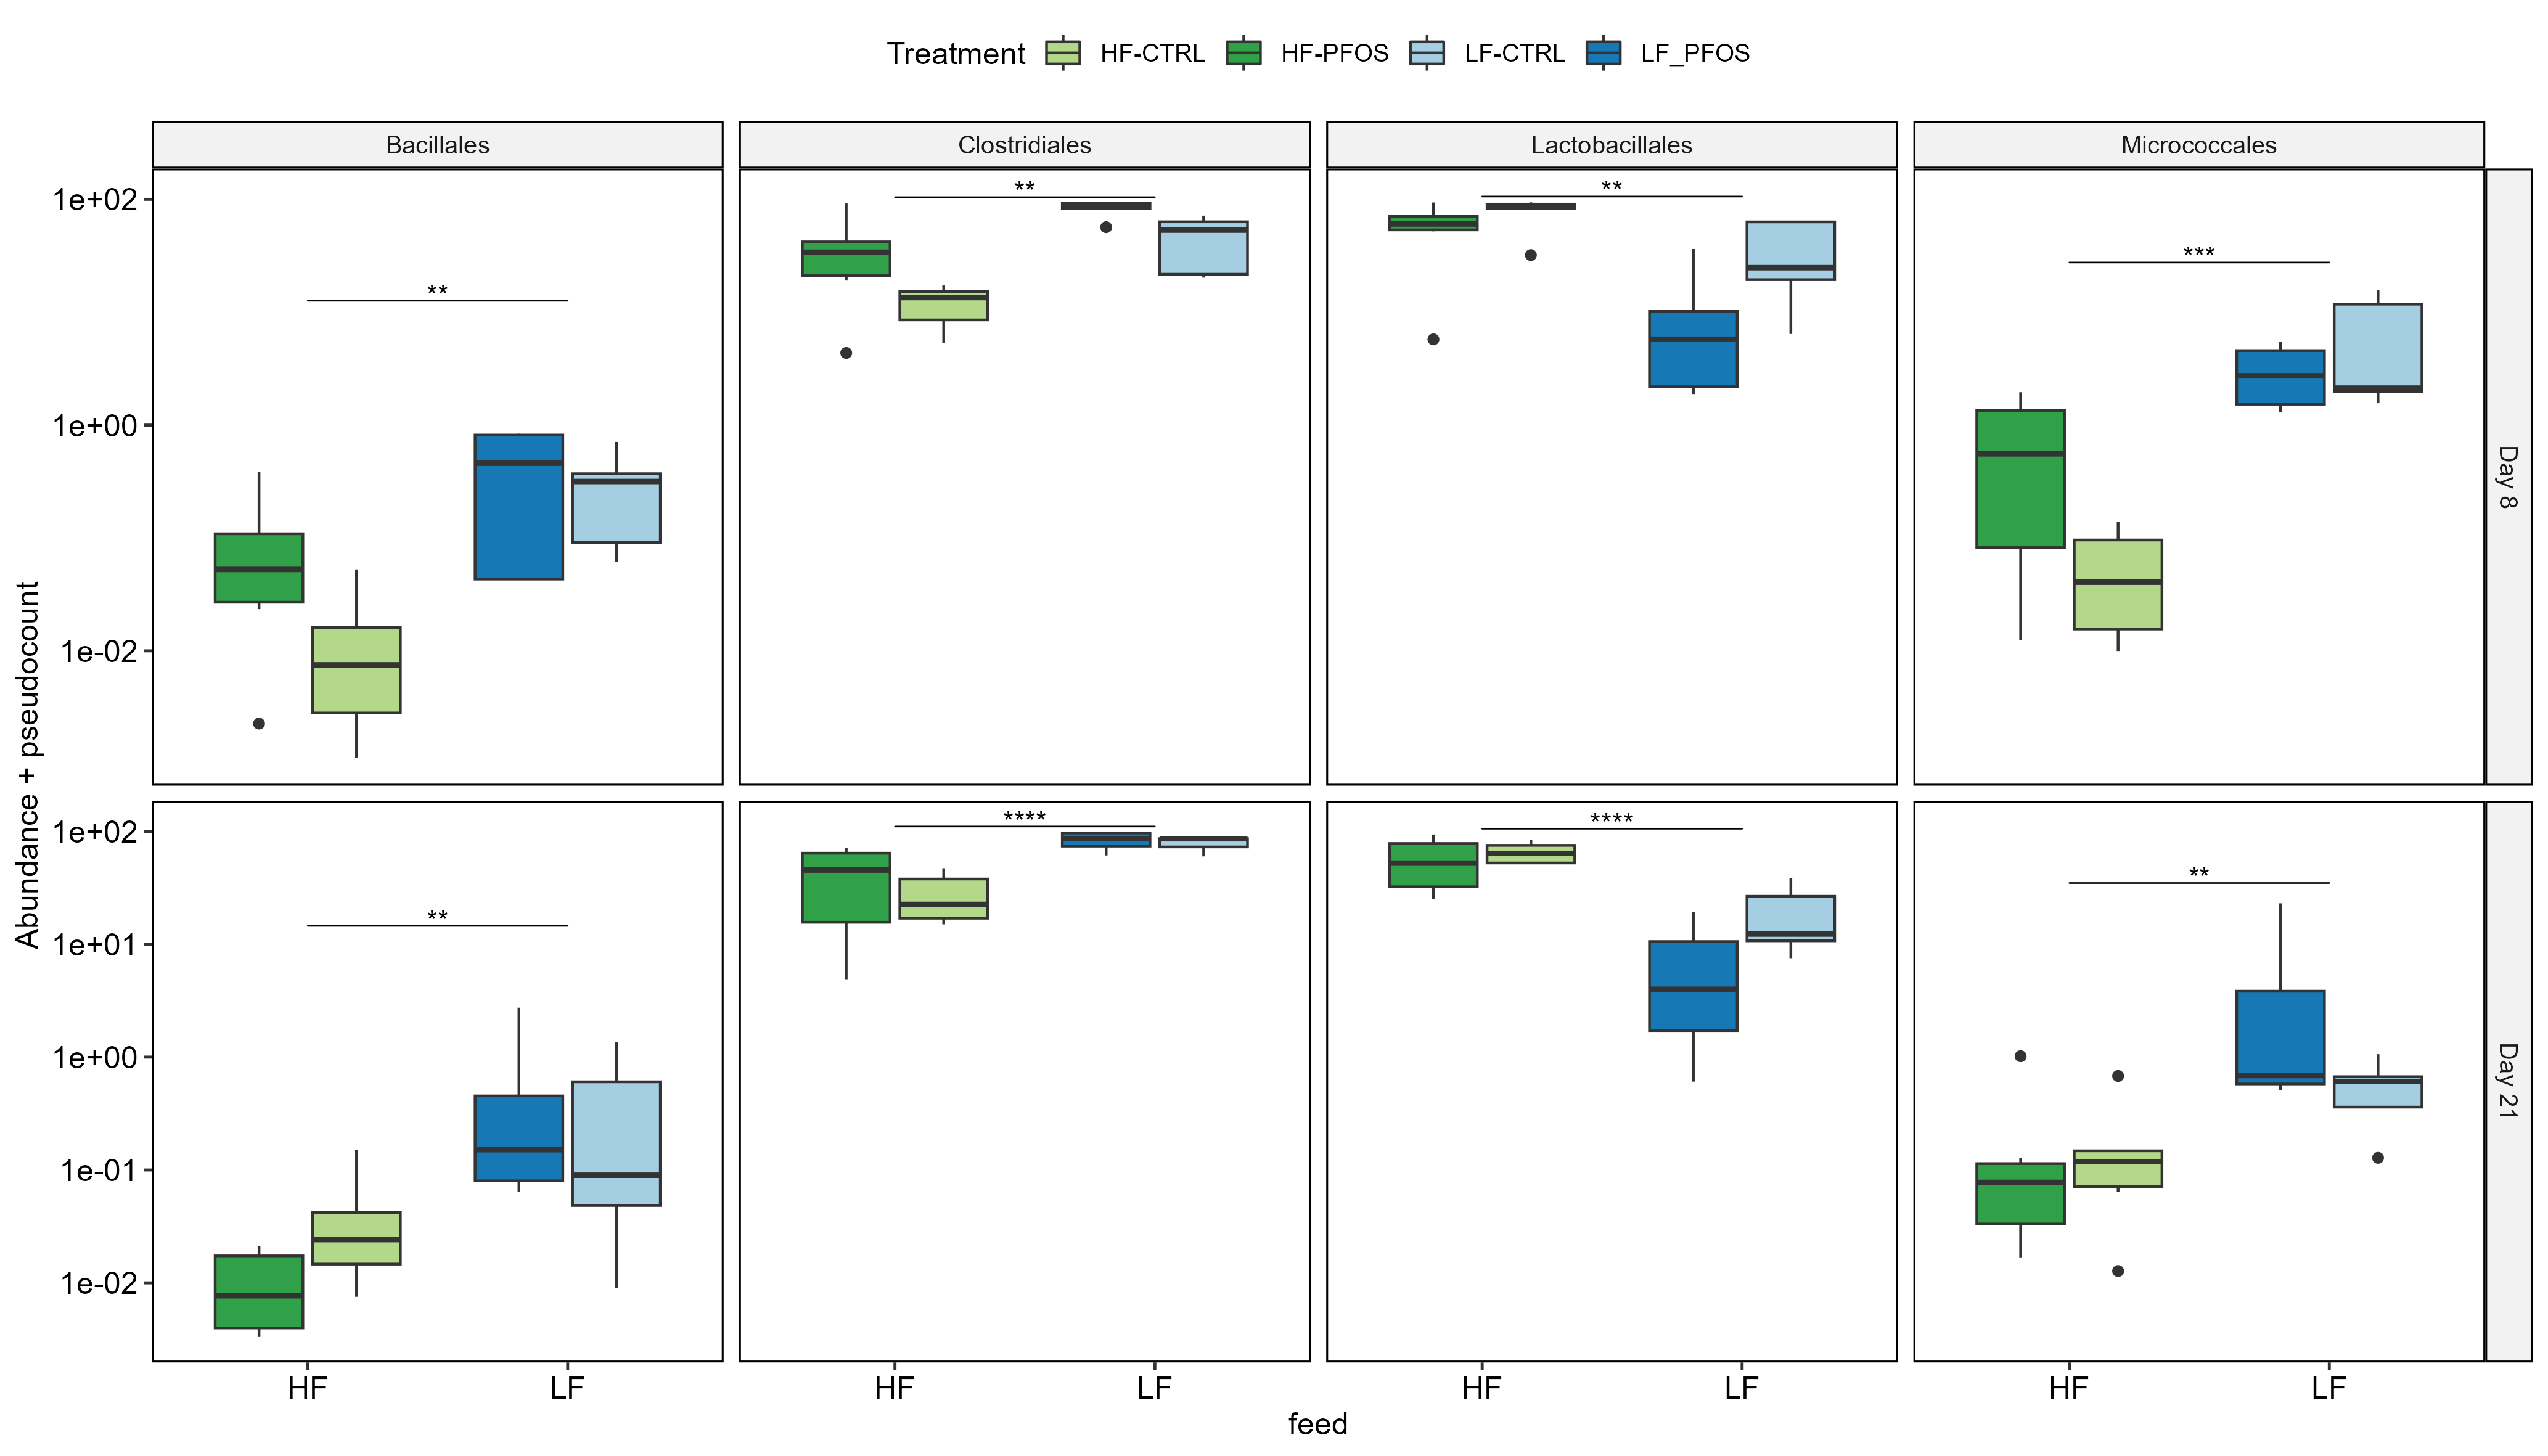 Treatment HF-CTRL HF-PFOS LF-CTRL LF_PFOS
Bacillales Clostridiales Lactobacillales Micrococcales
Abundance + pseudocount
1e+02
1e+00
1e-02
** ** ** ***
Day 8
1e+02
1e+01
1e+00
1e-01
1e-02
** **** **** **
Day 21
HF LF HF LF HF LF HF LF
feed